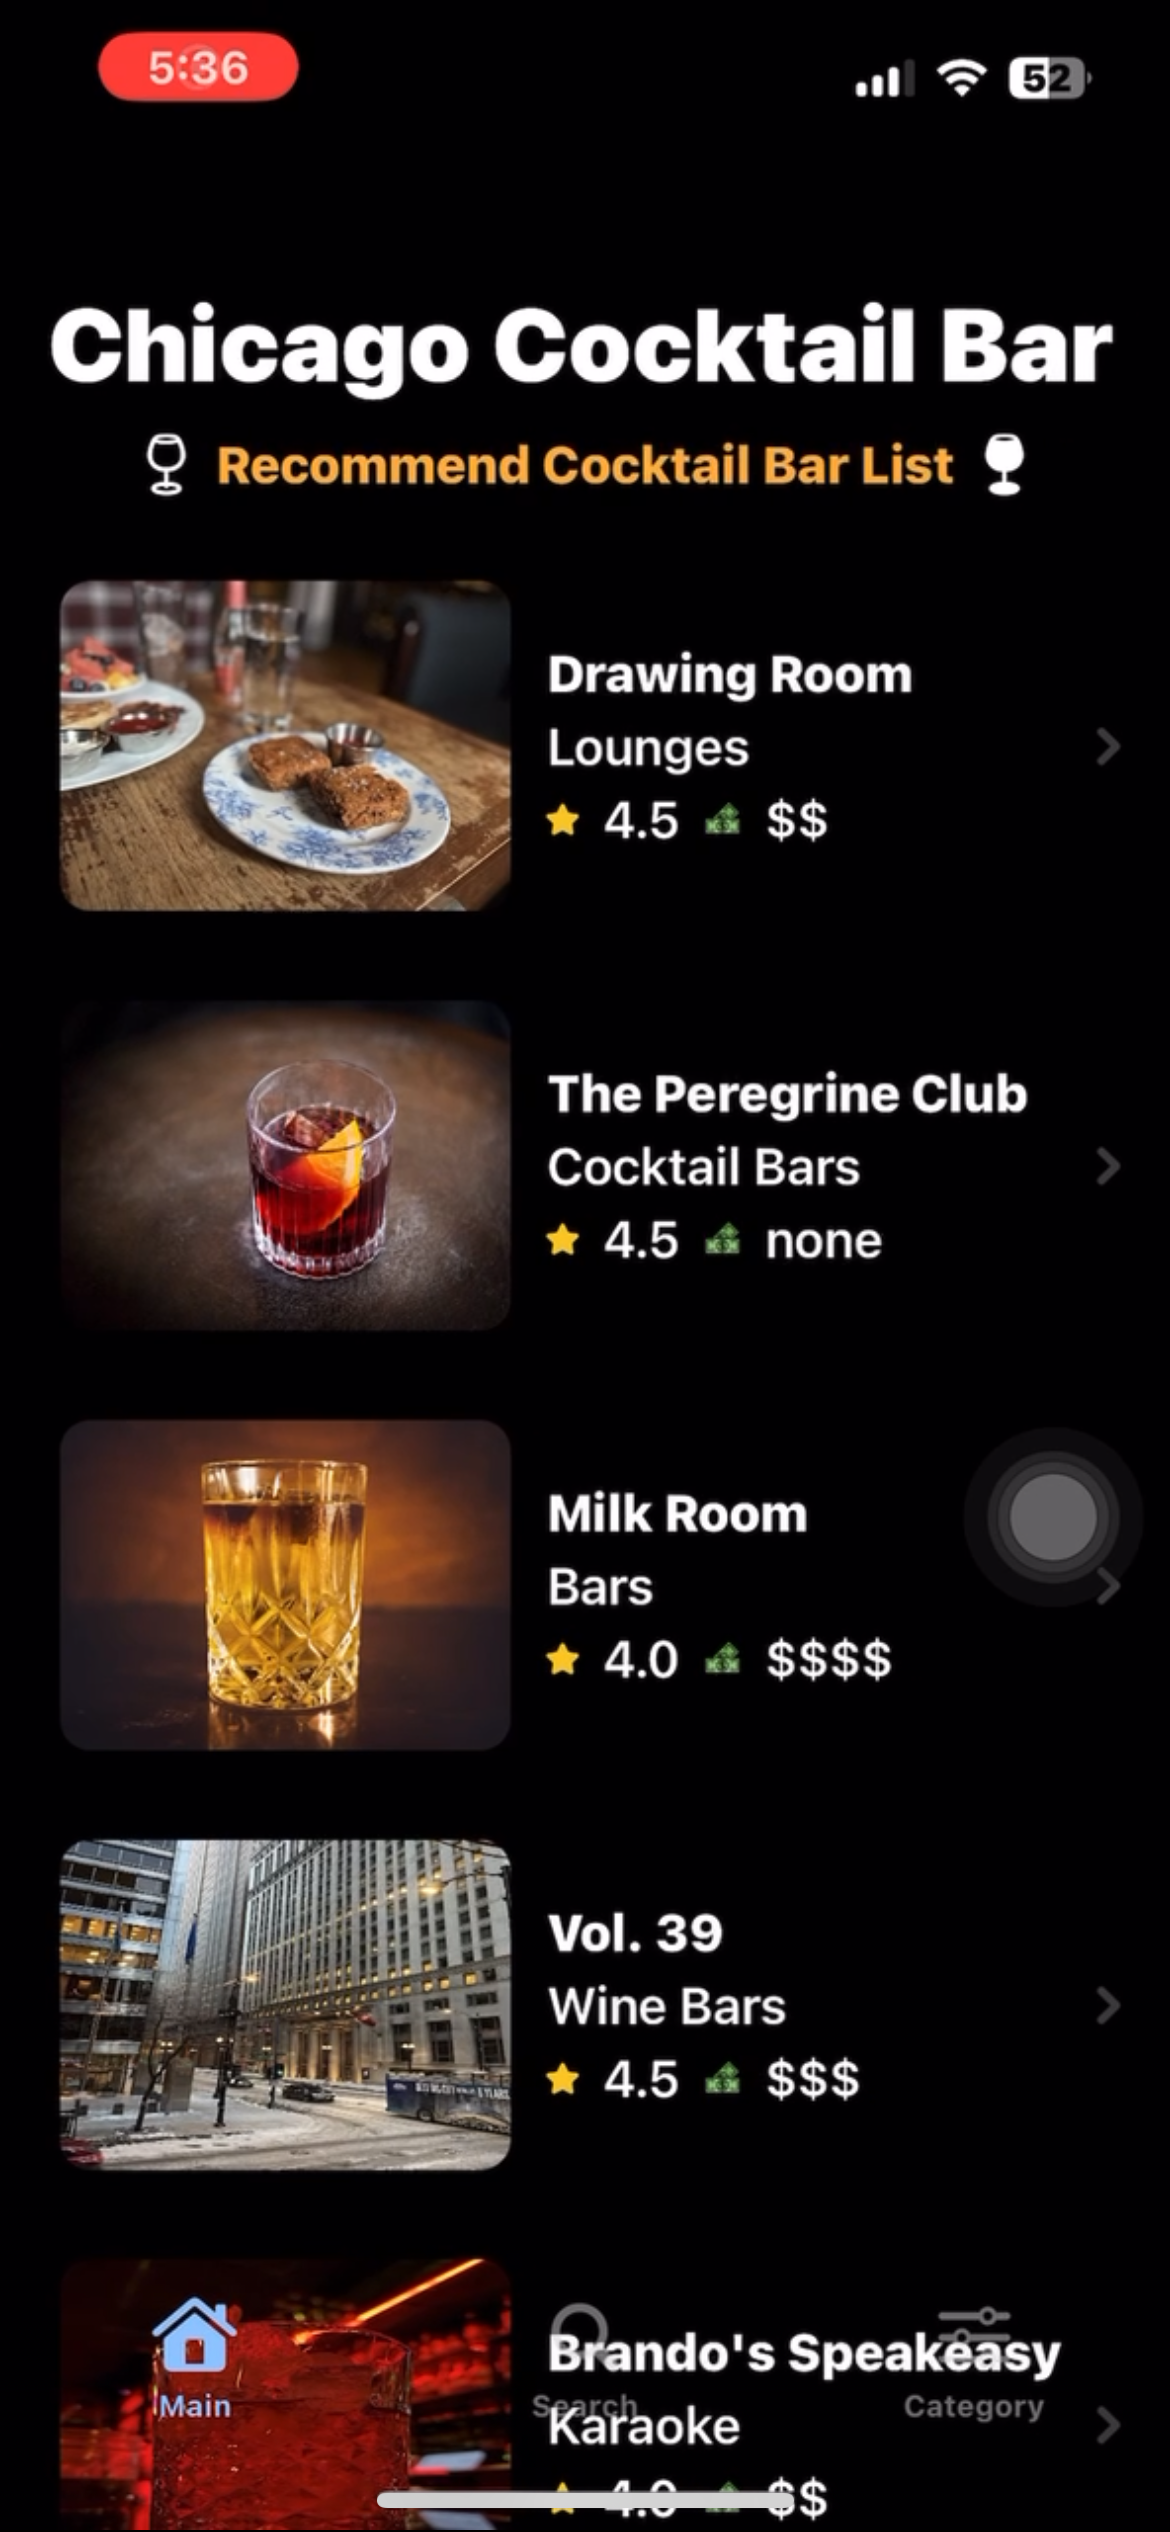 5:36
52
Chicago Cocktail Bar
Recommend Cocktail Bar List
Drawing Room
Lounges
4.5 $$
The Peregrine Club
Cocktail Bars
4.5 none
Milk Room
Bars
4.0 $$$$
Vol. 39
Wine Bars
4.5 $$$
Brando's Speakeasy
Karaoke
4.0 $$
Main
Search
Category